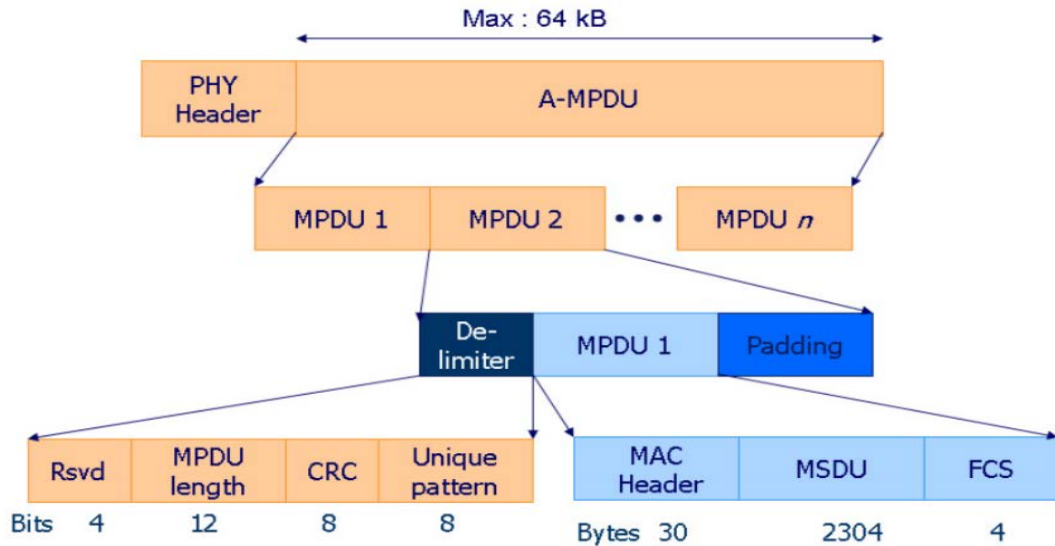 Max : 64 kB
PHY
Header
A-MPDU
MPDU 1
MPDU 2
MPDU n
De-
limiter
MPDU 1
Padding
Rsvd
MPDU
length
CRC
Unique
pattern
MAC
Header
MSDU
FCS
Bits 4 12 8 8
Bytes 30 2304 4